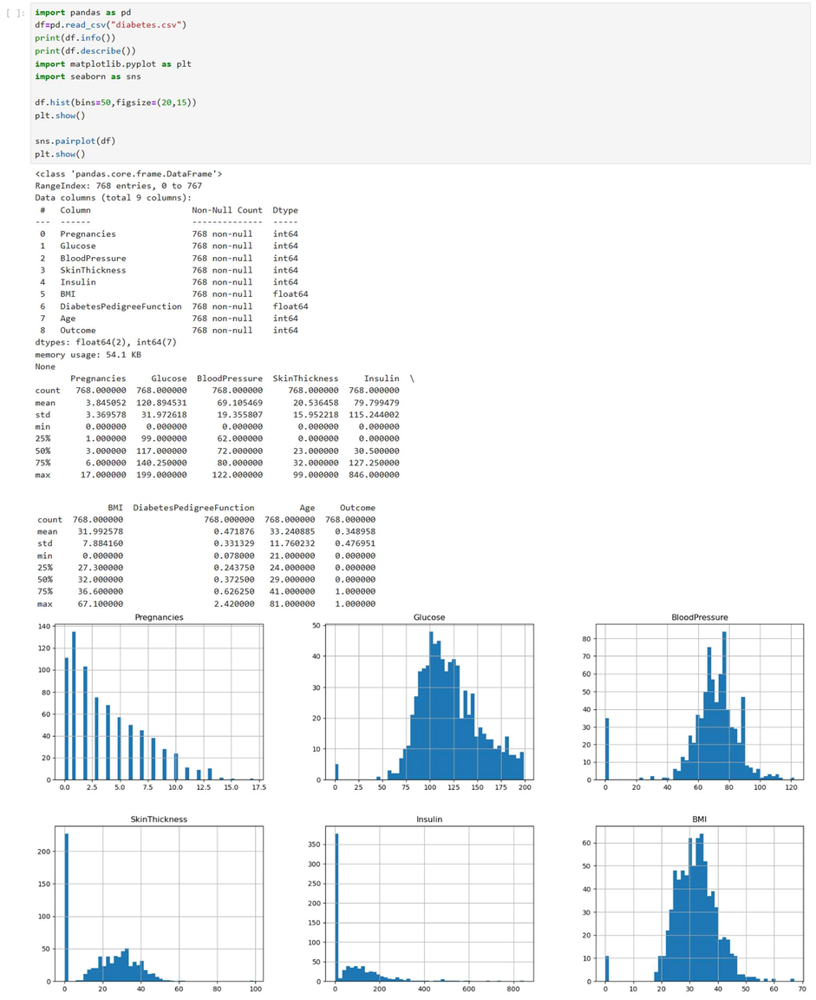 [ ]:
import pandas as pd
df=pd.read_csv("diabetes.csv")
print(df.info())
print(df.describe())
import matplotlib.pyplot as plt
import seaborn as sns
df.hist(bins=50,figsize=(20,15))
plt.show()
sns.pairplot(df)
plt.show()
<class 'pandas.core.frame.DataFrame'>
RangeIndex: 768 entries, 0 to 767
Data columns (total 9 columns):
 #   Column                    Non-Null Count  Dtype
---  ------                    --------------  -----
 0   Pregnancies               768 non-null    int64
 1   Glucose                   768 non-null    int64
 2   BloodPressure             768 non-null    int64
 3   SkinThickness             768 non-null    int64
 4   Insulin                   768 non-null    int64
 5   BMI                       768 non-null    float64
 6   DiabetesPedigreeFunction  768 non-null    float64
 7   Age                       768 non-null    int64
 8   Outcome                   768 non-null    int64
dtypes: float64(2), int64(7)
memory usage: 54.1 KB
None
       Pregnancies     Glucose  BloodPressure  SkinThickness     Insulin  \
count   768.000000  768.000000     768.000000     768.000000  768.000000
mean      3.845052  120.894531      69.105469      20.536458   79.799479
std       3.369578   31.972618      19.355807      15.952218  115.244002
min       0.000000    0.000000       0.000000       0.000000    0.000000
25%       1.000000   99.000000      62.000000       0.000000    0.000000
50%       3.000000  117.000000      72.000000      23.000000   30.500000
75%       6.000000  140.250000      80.000000      32.000000  127.250000
max      17.000000  199.000000     122.000000      99.000000  846.000000
              BMI  DiabetesPedigreeFunction         Age     Outcome
count  768.000000                768.000000  768.000000  768.000000
mean    31.992578                  0.471876   33.240885    0.348958
std      7.884160                  0.331329   11.760232    0.476951
min      0.000000                  0.078000   21.000000    0.000000
25%     27.300000                  0.243750   24.000000    0.000000
50%     32.000000                  0.372500   29.000000    0.000000
75%     36.600000                  0.626250   41.000000    1.000000
max     67.100000                  2.420000   81.000000    1.000000
Pregnancies
140
120
100
80
60
40
20
0
0.0 2.5 5.0 7.5 10.0 12.5 15.0 17.5
Glucose
50
40
30
20
10
0
0 25 50 75 100 125 150 175 200
BloodPressure
80
70
60
50
40
30
20
10
0
0 20 40 60 80 100 120
SkinThickness
200
150
100
50
0
0 20 40 60 80 100
Insulin
350
300
250
200
150
100
50
0
0 200 400 600 800
BMI
60
50
40
30
20
10
0
0 10 20 30 40 50 60 70